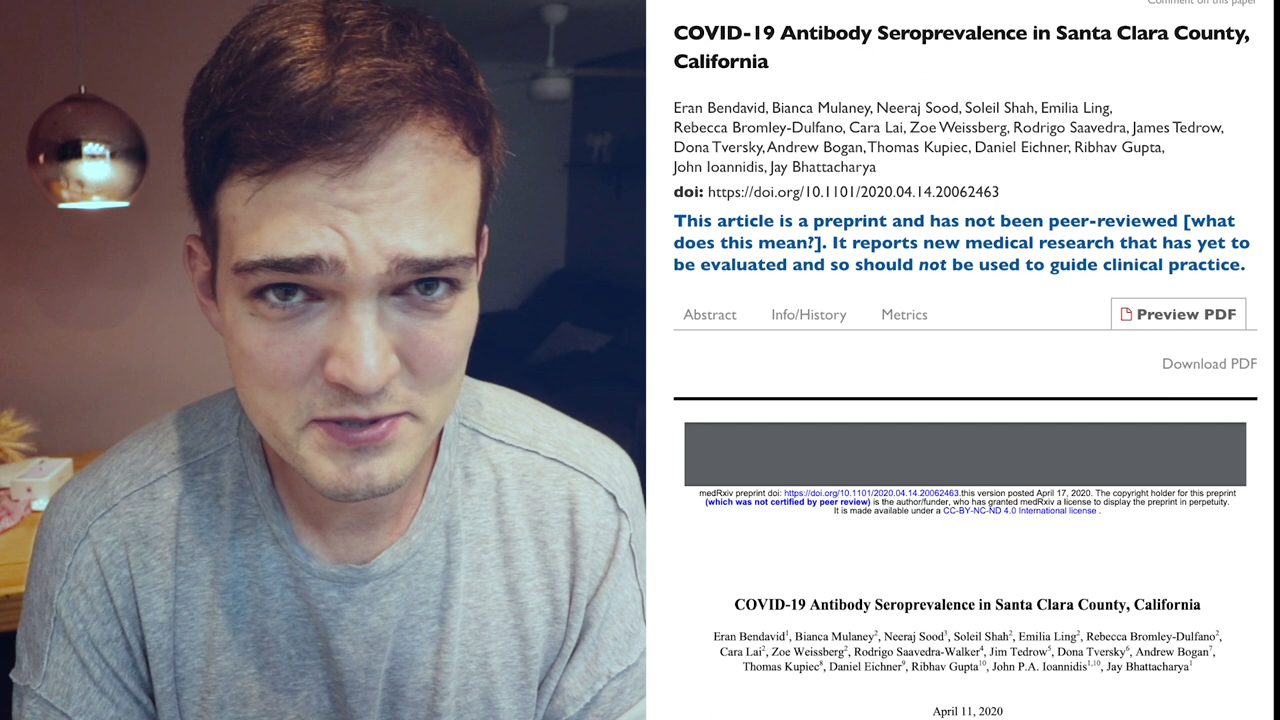 Comment on this paper
COVID-19 Antibody Seroprevalence in Santa Clara County,
California
Eran Bendavid, Bianca Mulaney, Neeraj Sood, Soleil Shah, Emilia Ling,
Rebecca Bromley-Dulfano, Cara Lai, Zoe Weissberg, Rodrigo Saavedra, James Tedrow,
Dona Tversky, Andrew Bogan, Thomas Kupiec, Daniel Eichner, Ribhav Gupta,
John Ioannidis, Jay Bhattacharya
doi: https://doi.org/10.1101/2020.04.14.20062463
This article is a preprint and has not been peer-reviewed [what
does this mean?]. It reports new medical research that has yet to
be evaluated and so should not be used to guide clinical practice.
Abstract Info/History Metrics Preview PDF
Download PDF
medRxiv preprint doi: https://doi.org/10.1101/2020.04.14.20062463.this version posted April 17, 2020. The copyright holder for this preprint
(which was not certified by peer review) is the author/funder, who has granted medRxiv a license to display the preprint in perpetuity.
It is made available under a CC-BY-NC-ND 4.0 International license .
COVID-19 Antibody Seroprevalence in Santa Clara County, California
Eran Bendavid1, Bianca Mulaney2, Neeraj Sood3, Soleil Shah2, Emilia Ling2, Rebecca Bromley-Dulfano2,
Cara Lai2, Zoe Weissberg2, Rodrigo Saavedra-Walker4, Jim Tedrow5, Dona Tversky6, Andrew Bogan7,
Thomas Kupiec8, Daniel Eichner9, Ribhav Gupta10, John P.A. Ioannidis1,10, Jay Bhattacharya1
April 11, 2020